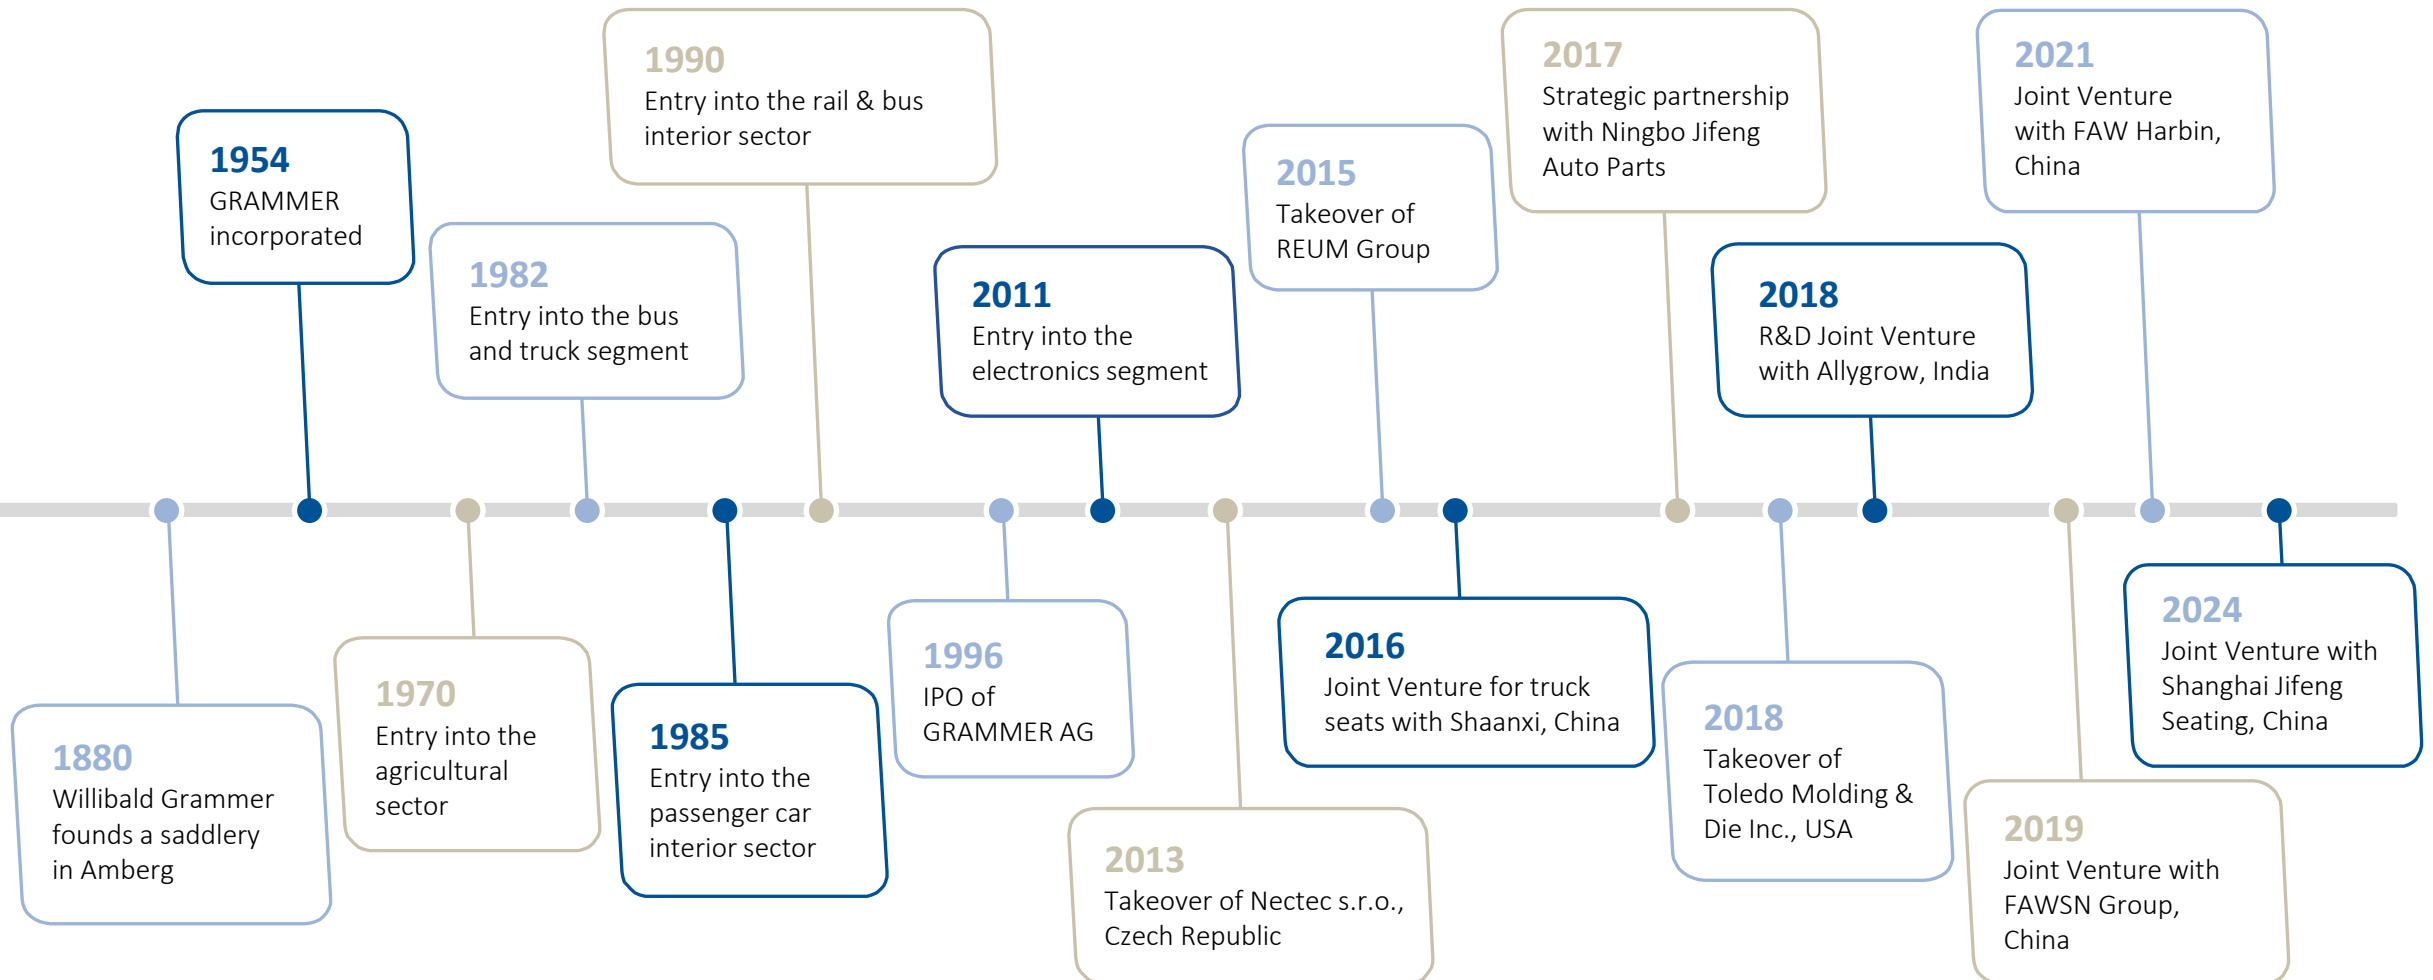 1880
Willibald Grammer
founds a saddlery
in Amberg
1954
GRAMMER
incorporated
1970
Entry into the
agricultural
sector
1982
Entry into the bus
and truck segment
1985
Entry into the
passenger car
interior sector
1990
Entry into the rail & bus
interior sector
1996
IPO of
GRAMMER AG
2011
Entry into the
electronics segment
2013
Takeover of Nectec s.r.o.,
Czech Republic
2015
Takeover of
REUM Group
2016
Joint Venture for truck
seats with Shaanxi, China
2017
Strategic partnership
with Ningbo Jifeng
Auto Parts
2018
Takeover of
Toledo Molding &
Die Inc., USA
2018
R&D Joint Venture
with Allygrow, India
2019
Joint Venture with
FAWSN Group,
China
2021
Joint Venture
with FAW Harbin,
China
2024
Joint Venture with
Shanghai Jifeng
Seating, China